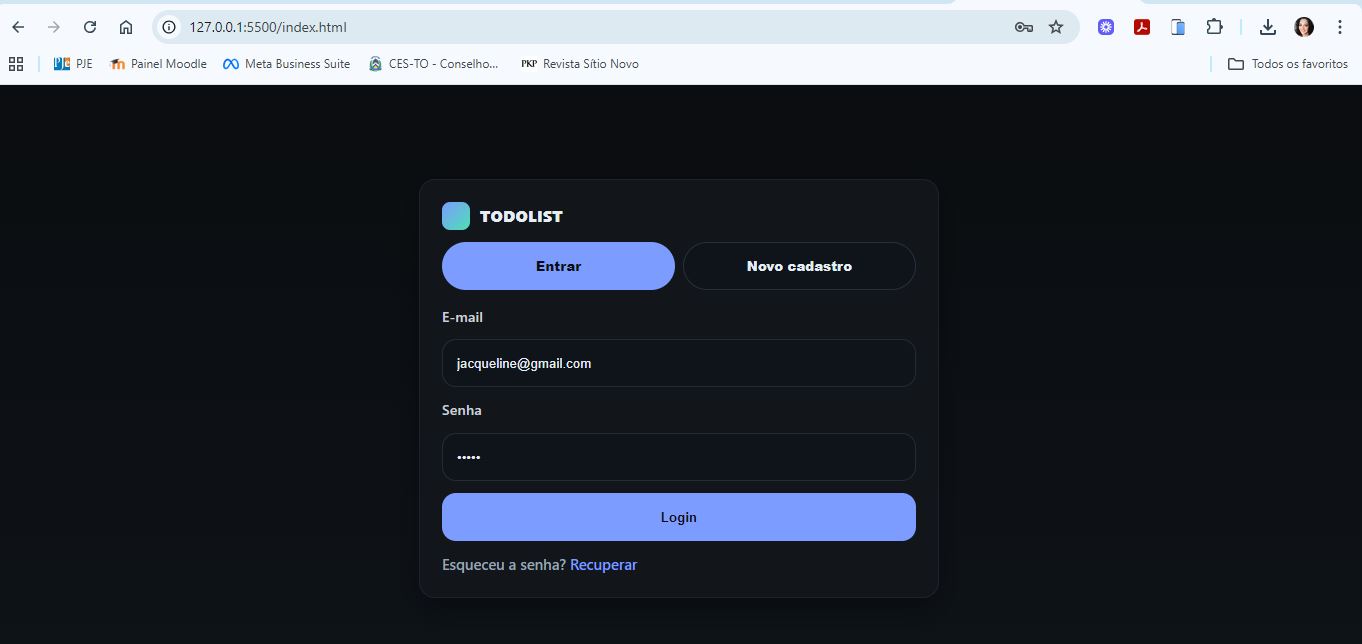 127.0.0.1:5500/index.html
PJE Painel Moodle Meta Business Suite CES-TO - Conselho... PKP Revista Sítio Novo Todos os favoritos
TODOLIST
Entrar Novo cadastro
E-mail
jacqueline@gmail.com
Senha
•••••
Login
Esqueceu a senha? Recuperar